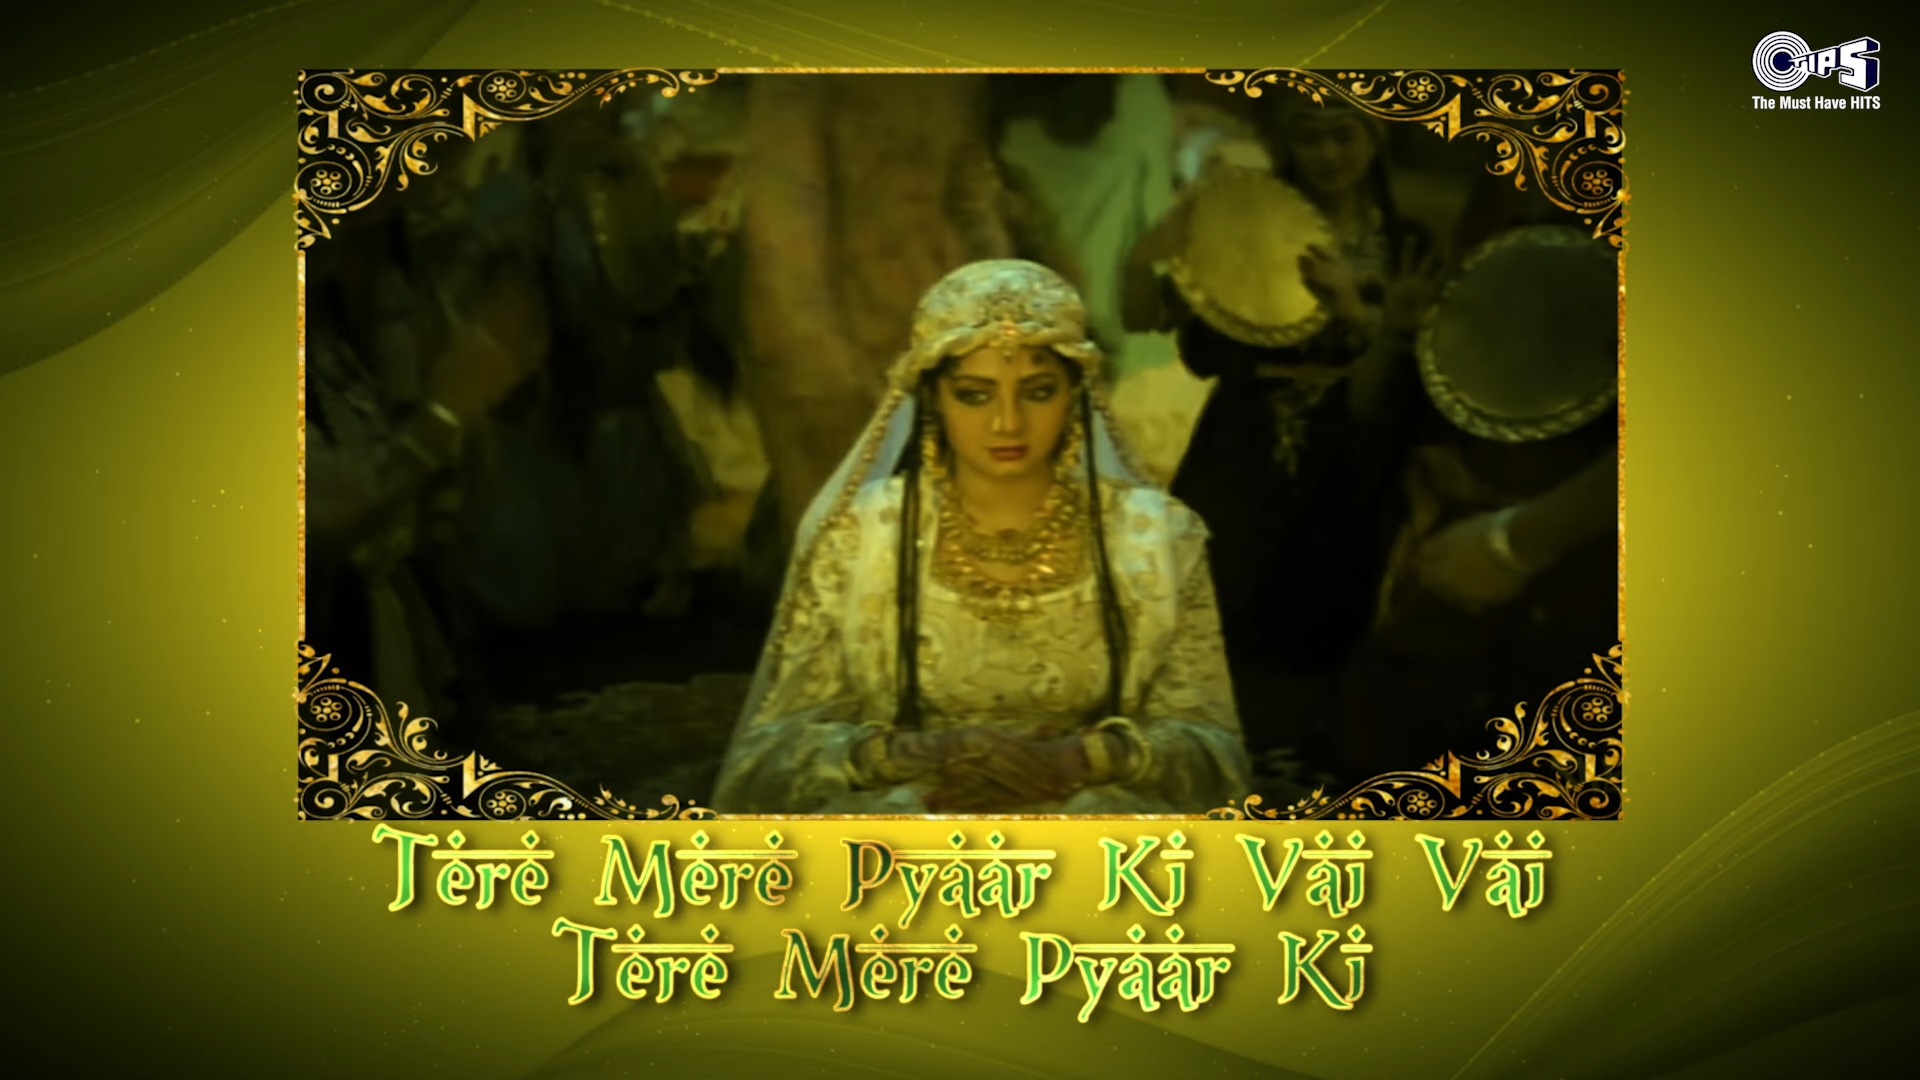 TIPS
The Must Have HITS
Tere Mere Pyaar Ki Vai Vai
Tere Mere Pyaar Ki